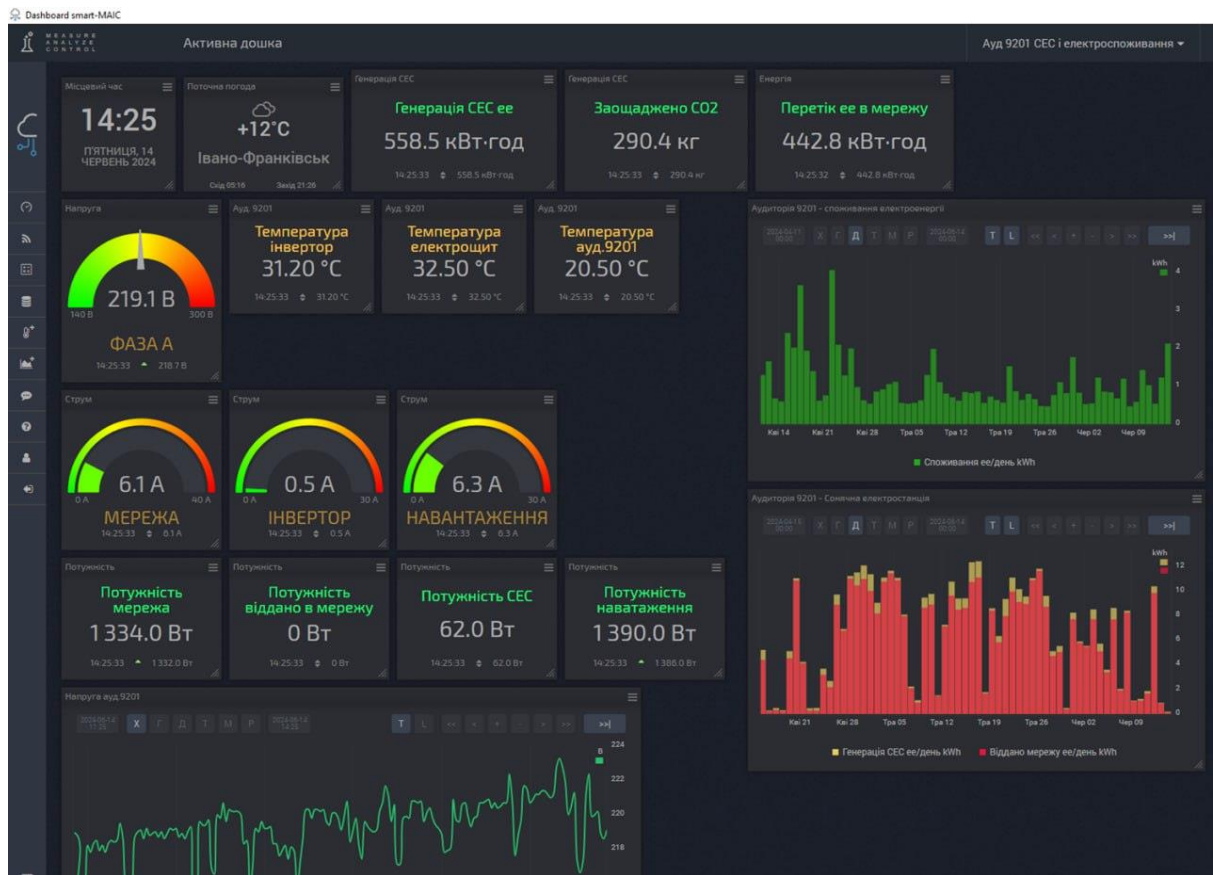 Dashboard smart-MAIC
MEASURE
ANALYZE
CONTROL
Активна дошка
Ауд 9201 СЕС і електроспоживання
Місцевий час
14:25
П'ЯТНИЦЯ, 14
ЧЕРВЕНЬ 2024
Поточна погода
+12°C
Івано-Франківськ
Схід 05:16 Захід 21:26
Генерація СЕС
Генерація СЕС ее
558.5 кВт·год
14:25:33 558.5 кВт·год
Генерація СЕС
Заощаджено CO2
290.4 кг
14:25:33 290.4 кг
Енергія
Перетік ее в мережу
442.8 кВт·год
14:25:32 442.8 кВт·год
Напруга
219.1 В
140 В 300 В
ФАЗА А
14:25:33 218.7 В
Ауд. 9201
Температура
інвертор
31.20 °C
14:25:33 31.20 °C
Ауд. 9201
Температура
електрощит
32.50 °C
14:25:33 32.50 °C
Ауд. 9201
Температура
ауд.9201
20.50 °C
14:25:33 20.50 °C
Аудиторія 9201 - споживання електроенергії
Х Г Д Т М Р
T L << < + - > >> >>|
kWh
4
3
2
1
0
Кві 14 Кві 21 Кві 28 Тра 05 Тра 12 Тра 19 Тра 26 Чер 02 Чер 09
Споживання ее/день kWh
Струм
6.1 А
0 А 40 А
МЕРЕЖА
14:25:33 6.1 А
Струм
0.5 А
0 А 30 А
ІНВЕРТОР
14:25:33 0.5 А
Струм
6.3 А
0 А 30 А
НАВАНТАЖЕННЯ
14:25:33 6.3 А
Аудиторія 9201 - Сонячна електростанція
Х Г Д Т М Р
T L << < + - > >> >>|
kWh
12
10
8
6
4
2
0
Кві 21 Кві 28 Тра 05 Тра 12 Тра 19 Тра 26 Чер 02 Чер 09
Генерація СЕС ее/день kWh Віддано мережу ее/день kWh
Потужність
Потужність
мережа
1334.0 Вт
14:25:33 1332.0 Вт
Потужність
Потужність
віддано в мережу
0 Вт
14:25:33 0 Вт
Потужність
Потужність СЕС
62.0 Вт
14:25:33 62.0 Вт
Потужність
Потужність
наватаження
1390.0 Вт
14:25:33 1388.0 Вт
Напруга ауд.9201
Х Г Д Т М Р
T L << < + - > >> >>|
В
224
222
220
218